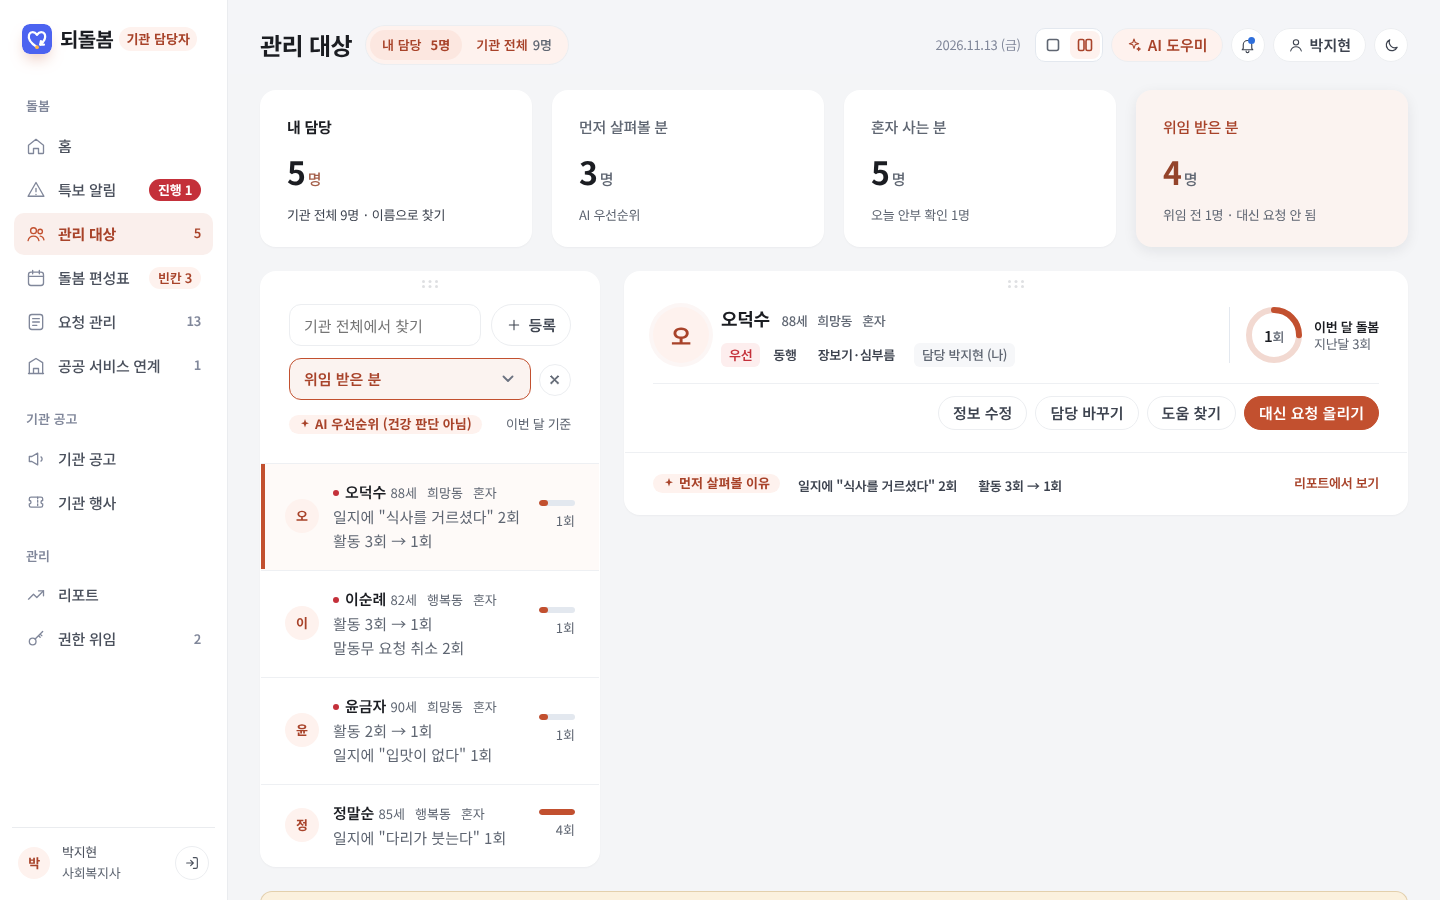 되돌봄 기관 담당자
돌봄
홈
특보 알림 진행 1
관리 대상 5
돌봄 편성표 빈칸 3
요청 관리 13
공공 서비스 연계 1
기관 공고
기관 공고
기관 행사
관리
리포트
권한 위임 2
박 박지현
사회복지사
관리 대상 내 담당 5명 기관 전체 9명
2026.11.13 (금) AI 도우미 박지현
내 담당
5명
기관 전체 9명 · 이름으로 찾기
먼저 살펴볼 분
3명
AI 우선순위
혼자 사는 분
5명
오늘 안부 확인 1명
위임 받은 분
4명
위임 전 1명 · 대신 요청 안 됨
기관 전체에서 찾기 + 등록
위임 받은 분
AI 우선순위 (건강 판단 아님) 이번 달 기준
오 오덕수 88세 희망동 혼자
일지에 "식사를 거르셨다" 2회
활동 3회 → 1회
1회
이 이순례 82세 행복동 혼자
활동 3회 → 1회
말동무 요청 취소 2회
1회
윤 윤금자 90세 희망동 혼자
활동 2회 → 1회
일지에 "입맛이 없다" 1회
1회
정 정말순 85세 행복동 혼자
일지에 "다리가 붓는다" 1회
4회
오 오덕수 88세 희망동 혼자
우선 동행 장보기·심부름 담당 박지현 (나)
1회 이번 달 돌봄
지난달 3회
정보 수정 담당 바꾸기 도움 찾기 대신 요청 올리기
먼저 살펴볼 이유 일지에 "식사를 거르셨다" 2회 활동 3회 → 1회 리포트에서 보기